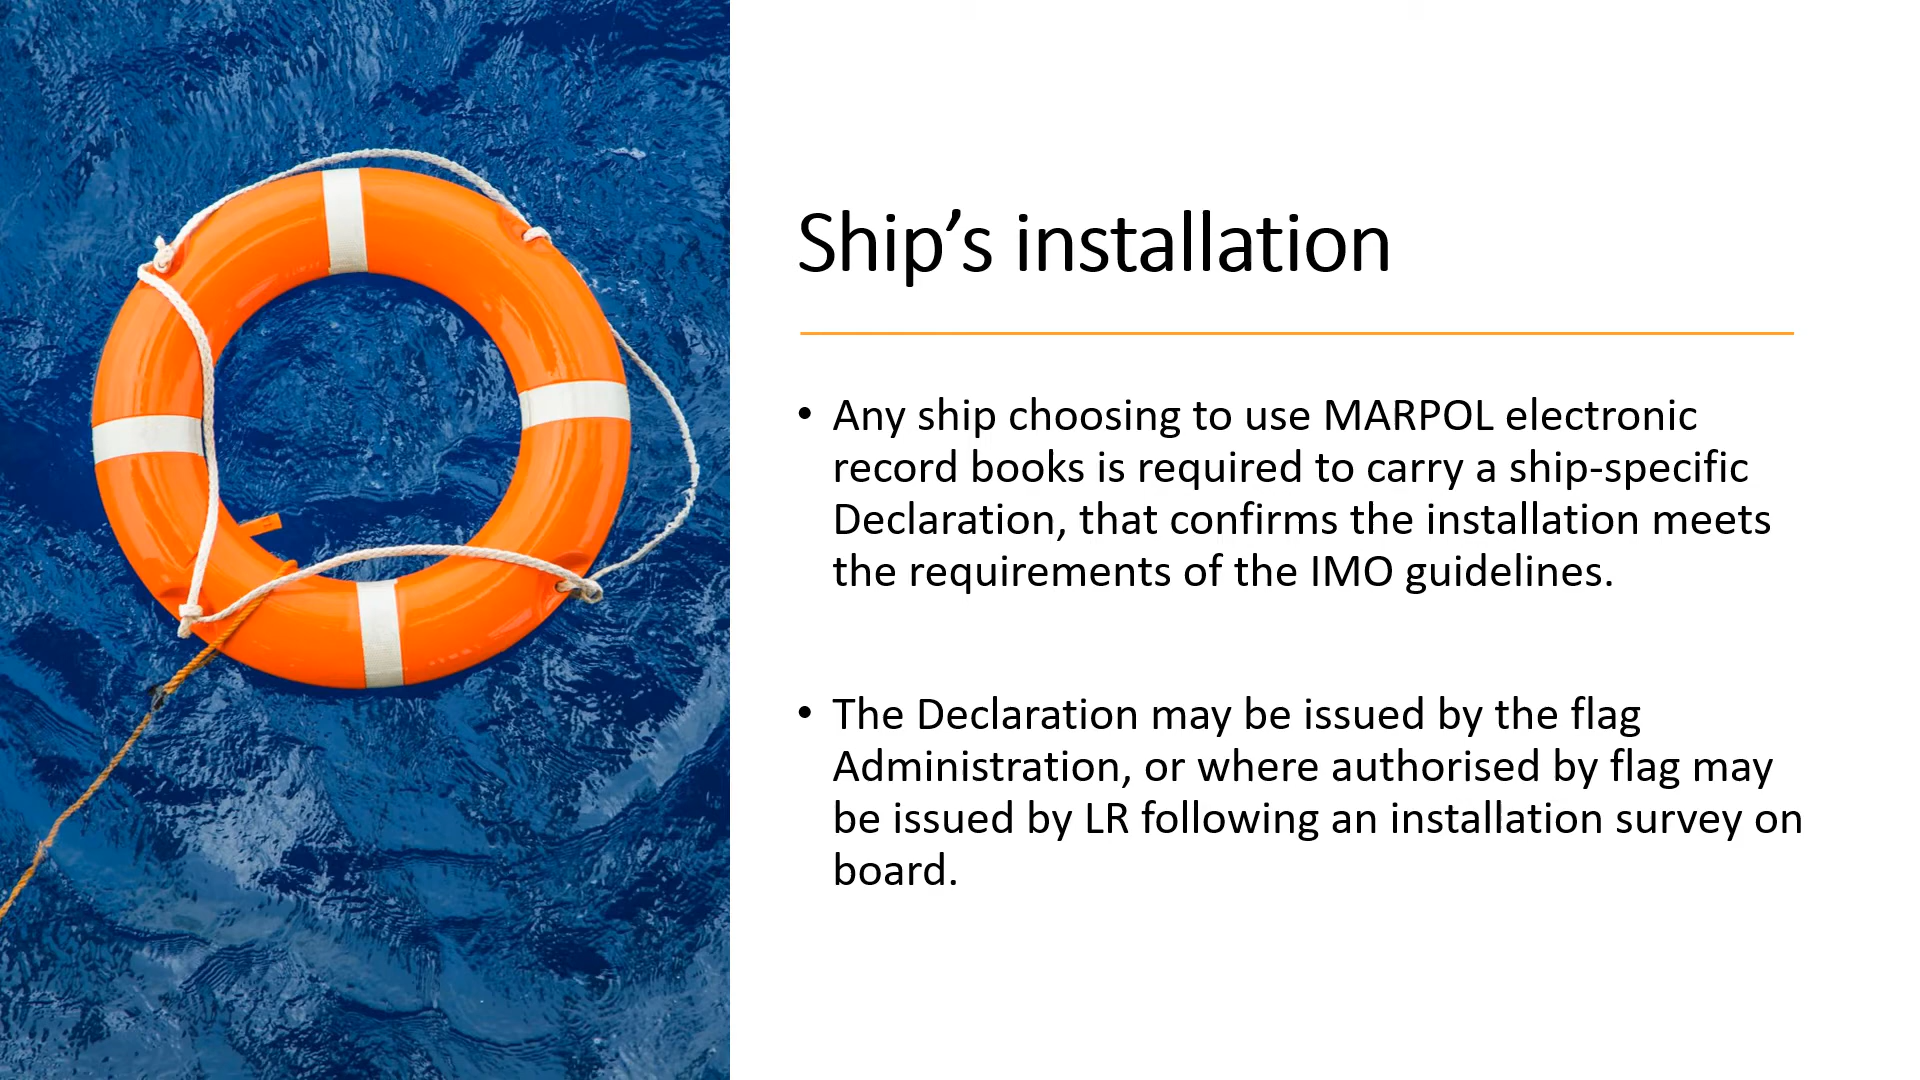 Ship’s installation
• Any ship choosing to use MARPOL electronic
record books is required to carry a ship-specific
Declaration, that confirms the installation meets
the requirements of the IMO guidelines.
• The Declaration may be issued by the flag
Administration, or where authorised by flag may
be issued by LR following an installation survey on
board.